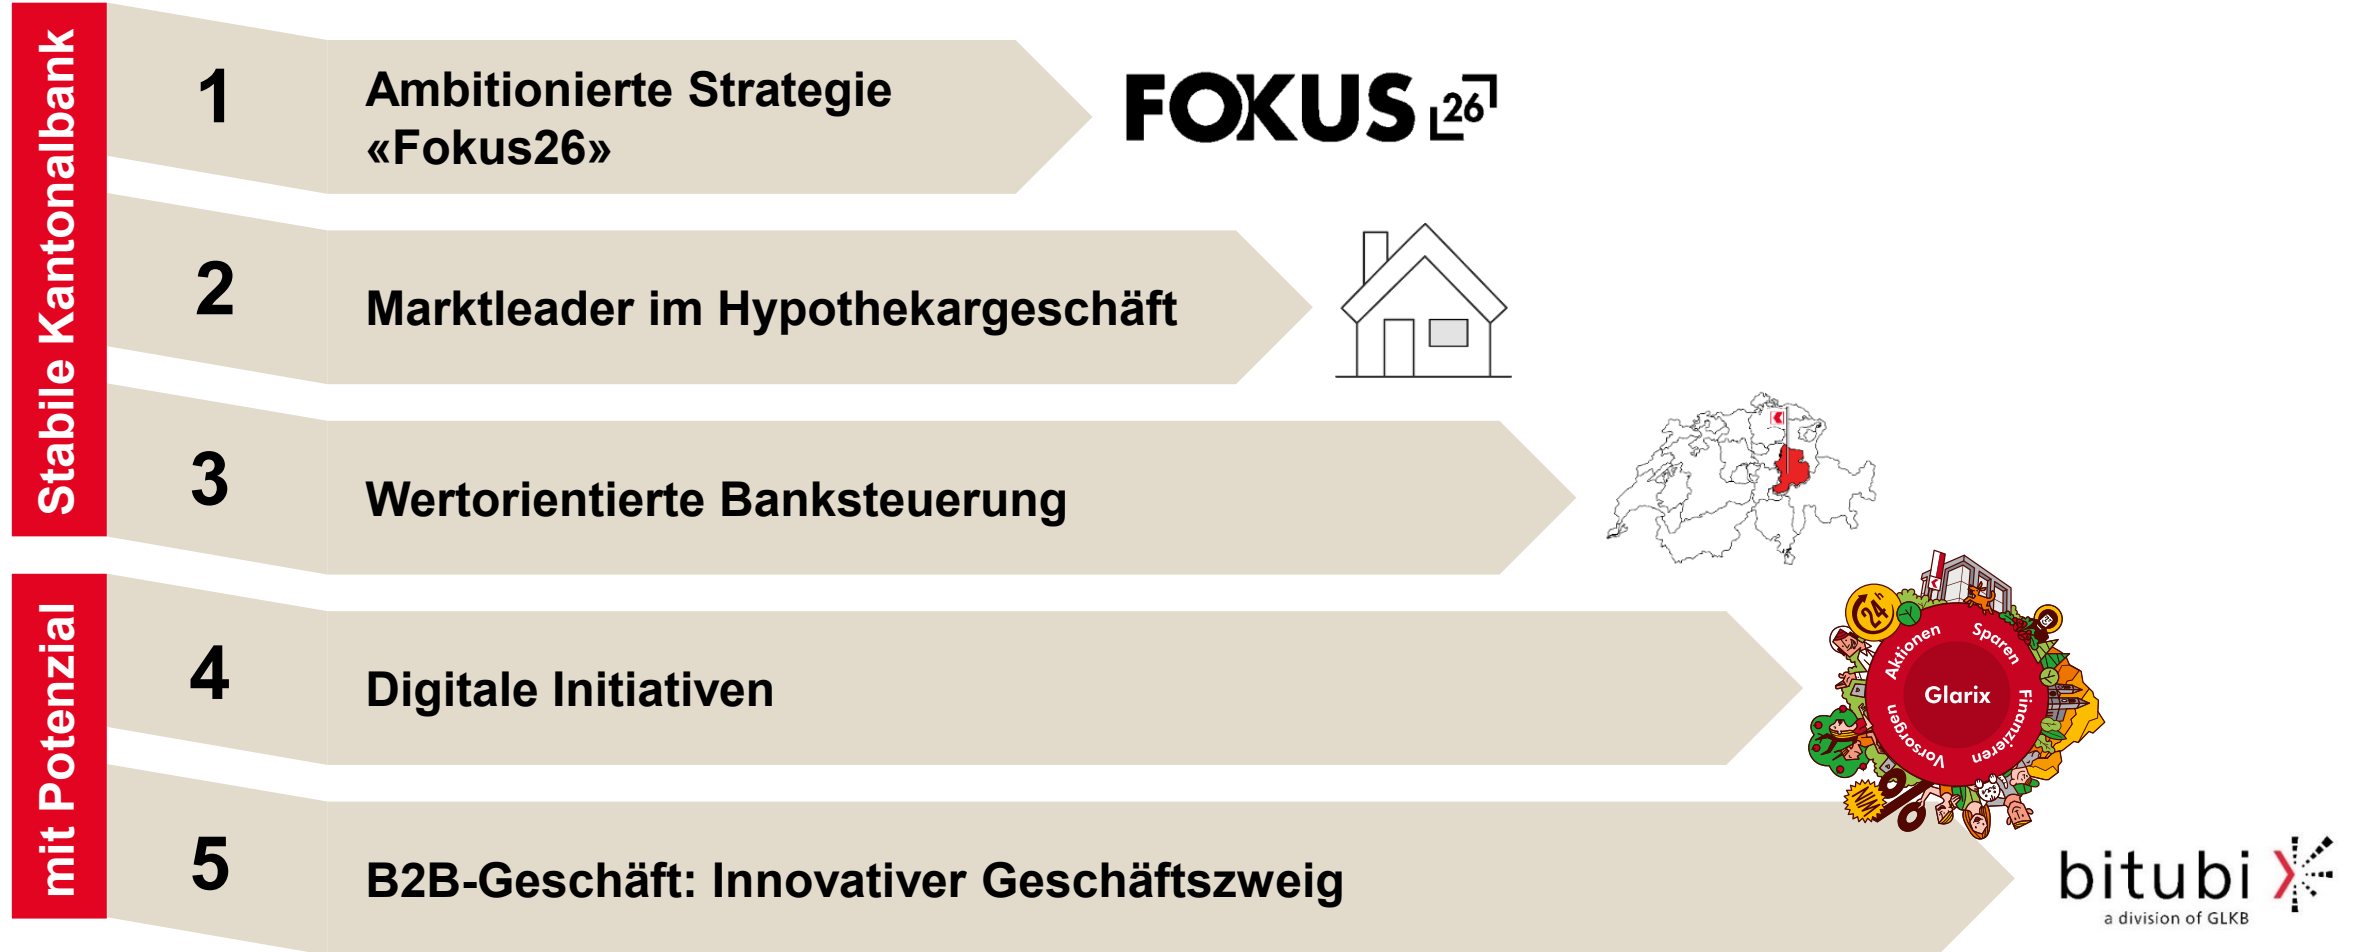 Stabile Kantonalbank
1
Ambitionierte Strategie
«Fokus26»
FOKUS 26
2
Marktleader im Hypothekargeschäft
3
Wertorientierte Banksteuerung
mit Potenzial
4
Digitale Initiativen
24h
Aktionen
Sparen
Glarix
Finanzieren
Vorsorgen
%
5
B2B-Geschäft: Innovativer Geschäftszweig
bitubi
a division of GLKB